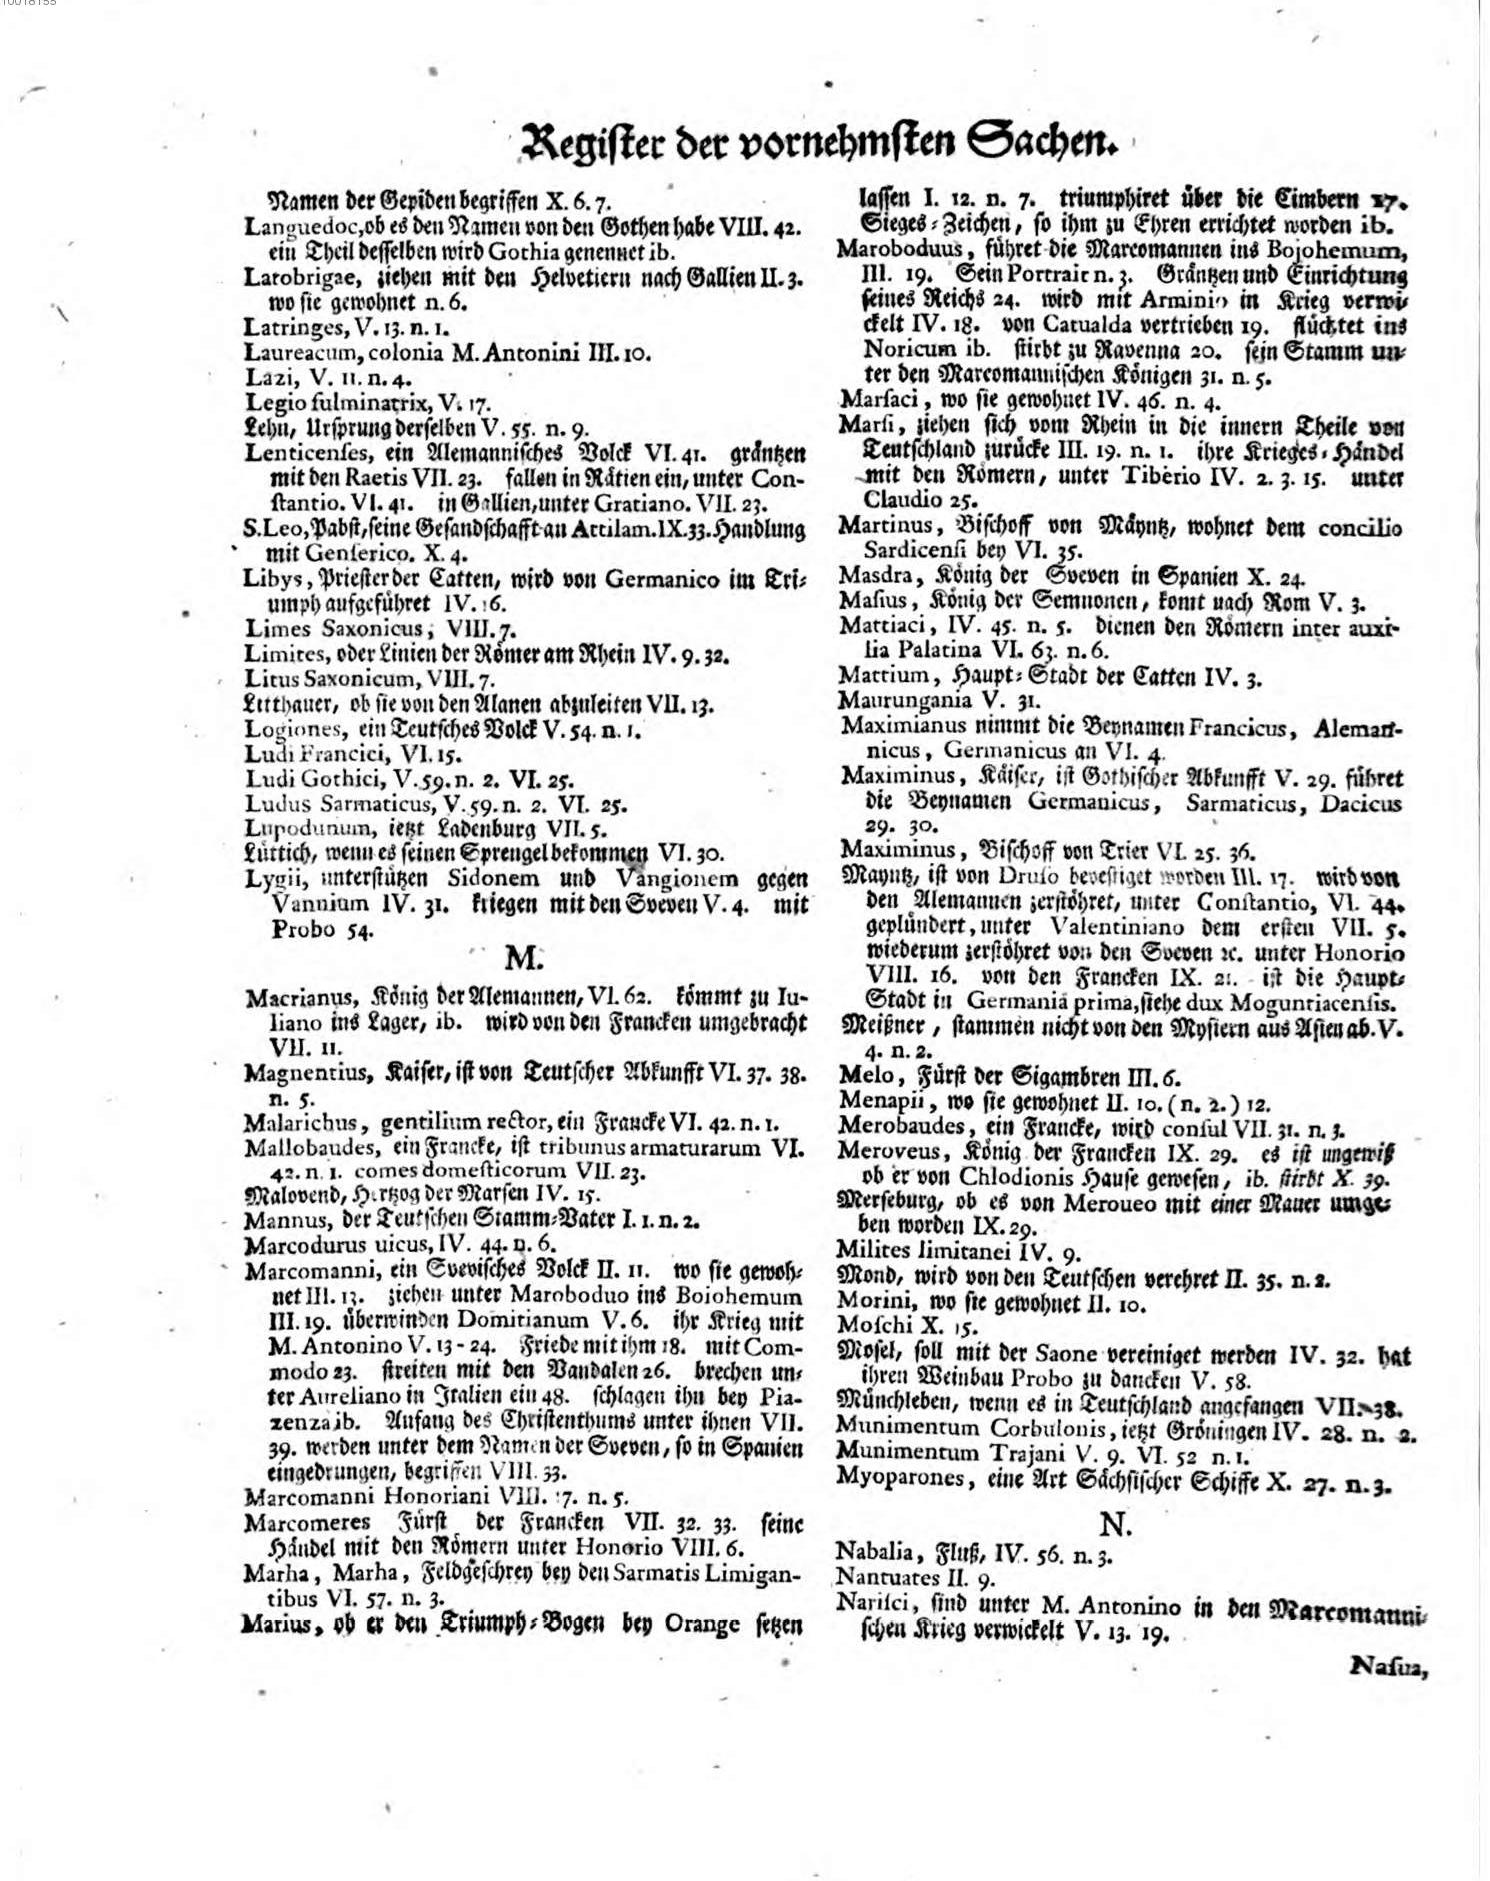 10018155
Register der vornehmsten Sachen.
Namen der Gepiden begriffen X. 6. 7.
Languedoc, ob es den Namen von den Gothen habe VIII. 42.
ein Theil desselben wird Gothia genennet ib.
Latobrigae, ziehen mit den Helvetiern nach Gallien II. 3.
wo sie gewohnet n. 6.
Latringes, V. 13. n. 1.
Laureacum, colonia M. Antonini III. 10.
Lazi, V. 11. n. 4.
Legio fulminatrix, V. 17.
Lehn, Ursprung derselben V. 55. n. 9.
Lenticenses, ein Alemannisches Volck VI. 41. gräntzen
mit den Raetis VII. 23. fallen in Rätien ein, unter Con-
stantio. VI. 41. in Gallien, unter Gratiano. VII. 23.
S. Leo, Pabst, seine Gesandschafft an Attilam. IX. 33. Handlung
mit Genserico. X. 4.
Libys, Priester der Catten, wird von Germanico im Tri-
umph aufgeführet IV. 16.
Limes Saxonicus, VIII. 7.
Limites, oder Linien der Römer am Rhein IV. 9. 32.
Litus Saxonicum, VIII. 7.
Litthauer, ob sie von den Alanen abzuleiten VII. 13.
Logiones, ein Teutsches Volck V. 54. n. 1.
Ludi Francici, VI. 15.
Ludi Gothici, V. 59. n. 2. VI. 25.
Ludus Sarmaticus, V. 59. n. 2. VI. 25.
Lupodunum, ietzt Ladenburg VII. 5.
Lüttich, wenn es seinen Sprengel bekommen VI. 30.
Lygii, unterstützen Sidonem und Vangionem gegen
Vannium IV. 31. kriegen mit den Sveven V. 4. mit
Probo 54.
M.
Macrianus, König der Alemannen, VI. 62. kömmt zu Iu-
liano ins Lager, ib. wird von den Francken umgebracht
VII. 11.
Magnentius, Kaiser, ist von Teutscher Abkunfft VI. 37. 38.
n. 5.
Malarichus, gentilium rector, ein Francke VI. 42. n. 1.
Mallobaudes, ein Francke, ist tribunus armaturarum VI.
42. n. 1. comes domesticorum VII. 23.
Malovend, Hertzog der Marsen IV. 15.
Mannus, der Teutschen Stamm-Vater I. 1. n. 2.
Marcodurus uicus, IV. 44. n. 6.
Marcomanni, ein Svevisches Volck II. 11. wo sie gewoh-
net III. 13. ziehen unter Maroboduo ins Boiohemum
III. 19. überwinden Domitianum V. 6. ihr Krieg mit
M. Antonino V. 13-24. Friede mit ihm 18. mit Com-
modo 23. streiten mit den Vandalen 26. brechen un-
ter Aureliano in Italien ein 48. schlagen ihn bey Pia-
zenza ib. Anfang des Christenthums unter ihnen VII.
39. werden unter dem Namen der Sveven, so in Spanien
eingedrungen, begriffen VIII. 33.
Marcomanni Honoriani VIII. 17. n. 5.
Marcomeres Fürst der Francken VII. 32. 33. seine
Händel mit den Römern unter Honorio VIII. 6.
Marha, Marha, Feldgeschrey bey den Sarmatis Limigan-
tibus VI. 57. n. 3.
Marius, ob er den Triumph-Bogen bey Orange setzen
lassen I. 12. n. 7. triumphiret über die Cimbern 17.
Sieges-Zeichen, so ihm zu Ehren errichtet worden ib.
Maroboduus, führet die Marcomannen ins Bojohemum,
III. 19. Sein Portrait n. 3. Gräntzen und Einrichtung
seines Reichs 24. wird mit Arminio in Krieg verwi-
ckelt IV. 18. von Catualda vertrieben 19. flüchtet ins
Noricum ib. stirbt zu Ravenna 20. sein Stamm un-
ter den Marcomannischen Königen 31. n. 5.
Marsaci, wo sie gewohnet IV. 46. n. 4.
Marsi, ziehen sich vom Rhein in die innern Theile von
Teutschland zurücke III. 19. n. 1. ihre Krieges-Händel
mit den Römern, unter Tiberio IV. 2. 3. 15. unter
Claudio 25.
Martinus, Bischoff von Mäyntz, wohnet dem concilio
Sardicensi bey VI. 35.
Masdra, König der Sveven in Spanien X. 24.
Masius, König der Semnonen, komt nach Rom V. 3.
Mattiaci, IV. 45. n. 5. dienen den Römern inter auxi-
lia Palatina VI. 63. n. 6.
Mattium, Haupt-Stadt der Catten IV. 3.
Maurungania V. 31.
Maximianus nimmt die Beynamen Francicus, Aleman-
nicus, Germanicus an VI. 4.
Maximinus, Käiser, ist Gothischer Abkunfft V. 29. führet
die Beynamen Germanicus, Sarmaticus, Dacicus
29. 30.
Maximinus, Bischoff von Trier VI. 25. 36.
Mayntz, ist von Druso bevestiget worden III. 17. wird von
den Alemannen zerstöhret, unter Constantio, VI. 44.
geplündert, unter Valentiniano dem ersten VII. 5.
wiederum zerstöhret von den Sveven ꝛc. unter Honorio
VIII. 16. von den Francken IX. 21. ist die Haupt-
Stadt in Germania prima, siehe dux Moguntiacensis.
Meißner, stammen nicht von den Mysiern aus Asien ab. V.
4. n. 2.
Melo, Fürst der Sigambren III. 6.
Menapii, wo sie gewohnet II. 10. (n. 2.) 12.
Merobaudes, ein Francke, wird consul VII. 31. n. 3.
Meroveus, König der Francken IX. 29. es ist ungewiß
ob er von Chlodionis Hause gewesen, ib. stirbt X. 39.
Merseburg, ob es von Meroueo mit einer Mauer umge-
ben worden IX. 29.
Milites limitanei IV. 9.
Mond, wird von den Teutschen verehret II. 35. n. 2.
Morini, wo sie gewohnet II. 10.
Moschi X. 15.
Mosel, soll mit der Saone vereiniget werden IV. 32. hat
ihren Weinbau Probo zu dancken V. 58.
Münchleben, wenn es in Teutschland angefangen VII. 38.
Munimentum Corbulonis, ietzt Gröningen IV. 28. n. 2.
Munimentum Trajani V. 9. VI. 52 n. 1.
Myoparones, eine Art Sächsischer Schiffe X. 27. n. 3.
N.
Nabalia, Fluß, IV. 56. n. 3.
Nantuates II. 9.
Narisci, sind unter M. Antonino in den Marcomanni-
schen Krieg verwickelt V. 13. 19.
Nasua,